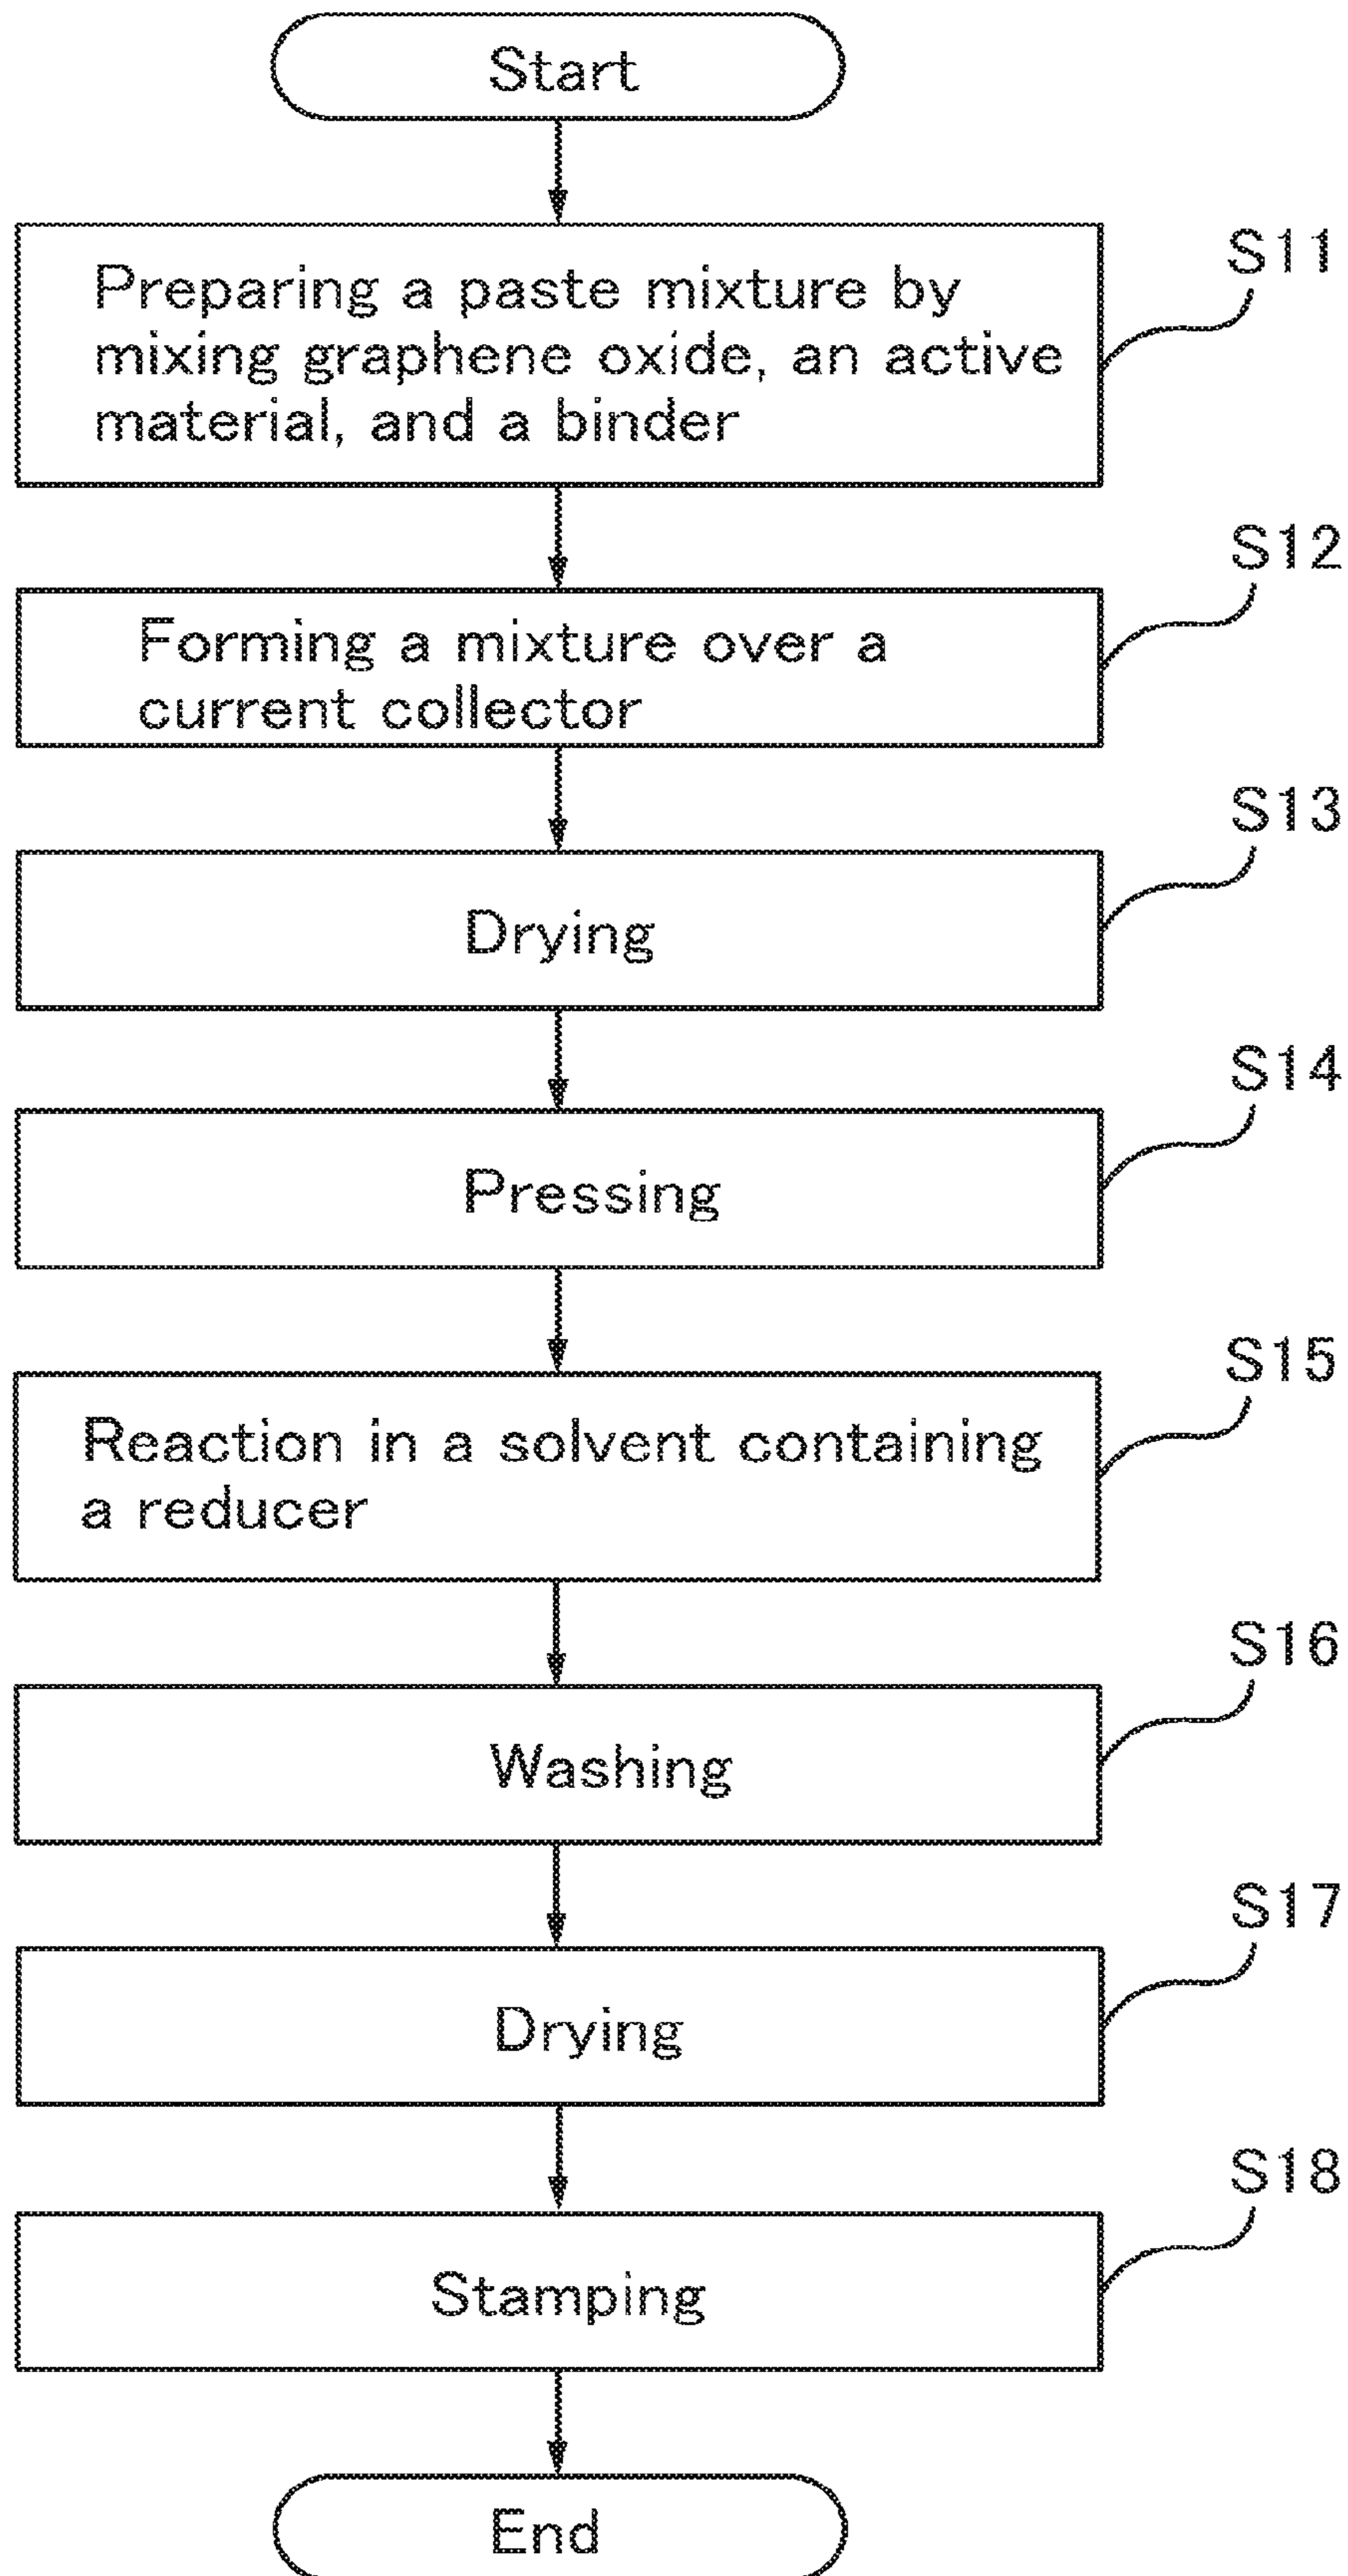 Start
S11
Preparing a paste mixture by
mixing graphene oxide, an active
material, and a binder
S12
Forming a mixture over a
current collector
S13
Drying
S14
Pressing
S15
Reaction in a solvent containing
a reducer
S16
Washing
S17
Drying
S18
Stamping
End